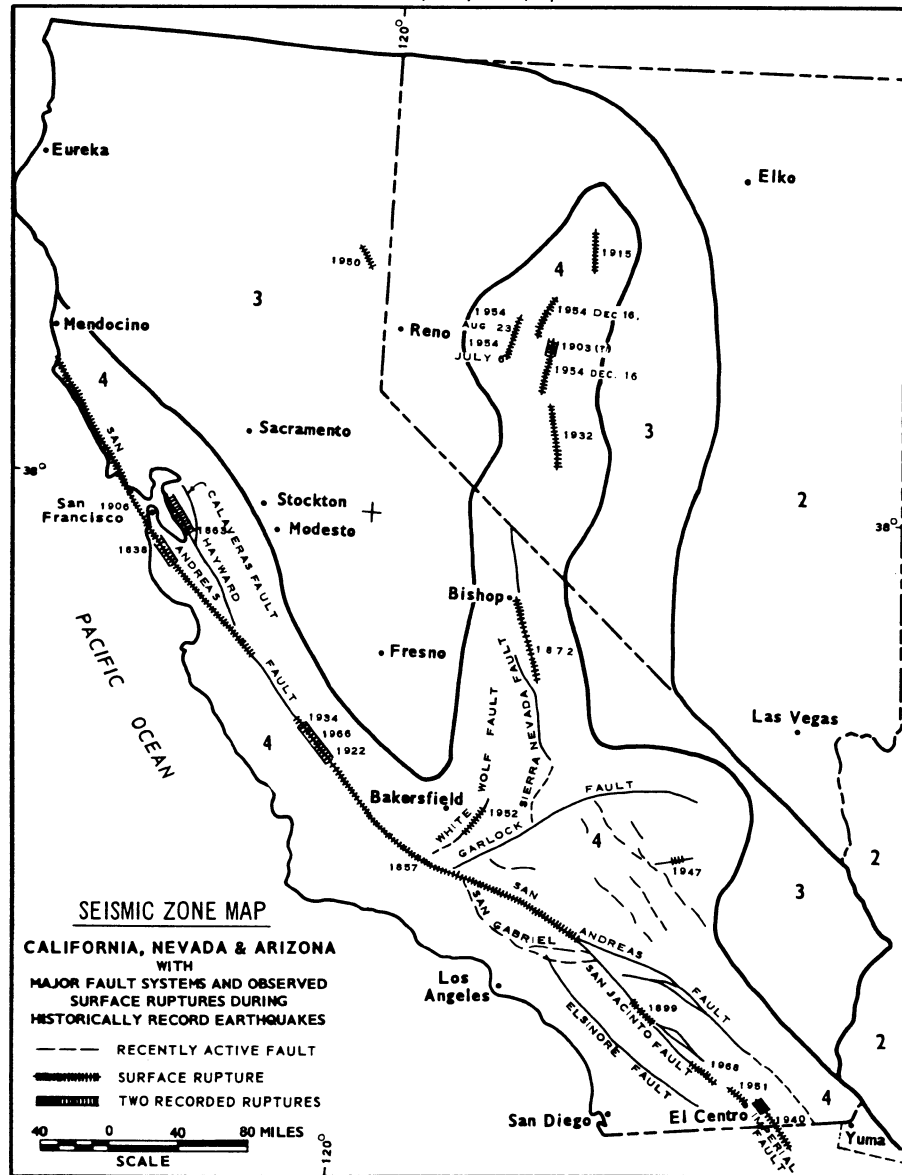 120°
Eureka
Elko
1915
1950
4
3
1954 DEC 16,
1954
AUG 23
1954
JULY 6
Reno
Mendocino
1903 (?)
1954 DEC. 16
4
1932
3
Sacramento
SAN
38°
2
CALAVERAS FAULT
Stockton
San
Francisco
1906
Modesto
38°
1863
HAYWARD
1838
ANDREAS
Bishop
PACIFIC OCEAN
Fresno
1872
FAULT
SIERRA NEVADA FAULT
WHITE WOLF FAULT
Las Vegas
1934
1966
1922
4
Bakersfield
FAULT
1952
GARLOCK
4
1857
1947
2
SAN
3
SAN GABRIEL
ANDREAS
SEISMIC ZONE MAP
CALIFORNIA, NEVADA & ARIZONA
WITH
MAJOR FAULT SYSTEMS AND OBSERVED
SURFACE RUPTURES DURING
HISTORICALLY RECORD EARTHQUAKES
RECENTLY ACTIVE FAULT
SURFACE RUPTURE
TWO RECORDED RUPTURES
40 0 40 80 MILES
SCALE
120°
Los
Angeles
FAULT
SAN JACINTO FAULT
1899
ELSINORE FAULT
2
1968
1951
4
San Diego
El Centro
1940
IMPERIAL FAULT
Yuma